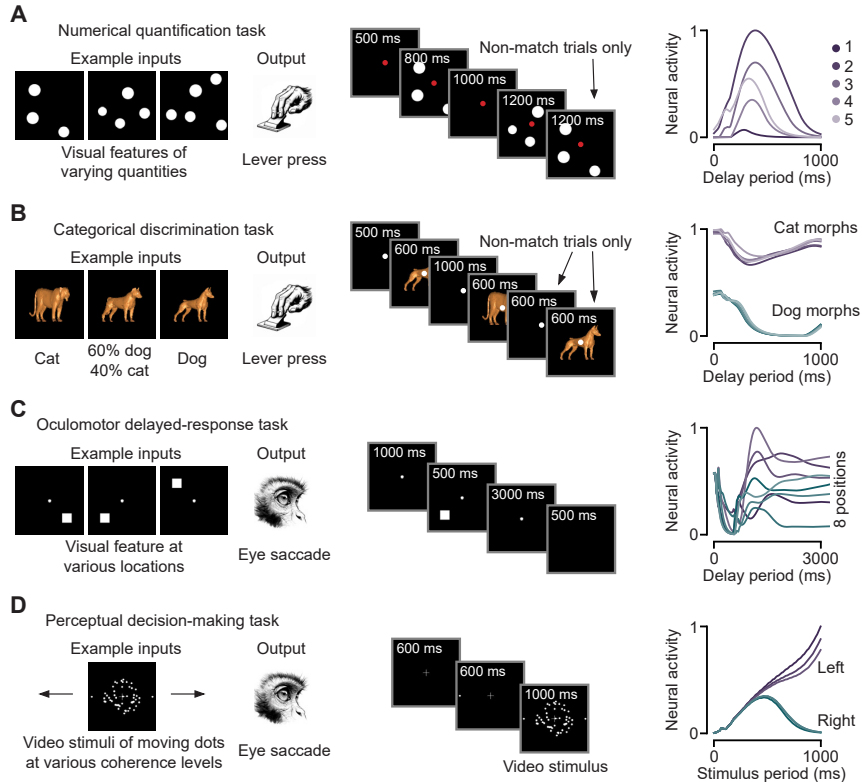 A
Numerical quantification task
Example inputs
Output
Visual features of
varying quantities
Lever press
500 ms
800 ms
1000 ms
1200 ms
1200 ms
Non-match trials only
Neural activity
1
0
0
1000
Delay period (ms)
1
2
3
4
5
B
Categorical discrimination task
Example inputs
Output
Cat
60% dog
40% cat
Dog
Lever press
500 ms
600 ms
1000 ms
600 ms
600 ms
600 ms
Non-match trials only
Neural activity
1
0
0
1000
Delay period (ms)
Cat morphs
Dog morphs
C
Oculomotor delayed-response task
Example inputs
Output
Visual feature at
various locations
Eye saccade
1000 ms
500 ms
3000 ms
500 ms
Neural activity
1
0
0
3000
Delay period (ms)
8 positions
D
Perceptual decision-making task
Example inputs
Output
Video stimuli of moving dots
at various coherence levels
Eye saccade
600 ms
600 ms
1000 ms
Video stimulus
Neural activity
1
0
0
1000
Stimulus period (ms)
Left
Right